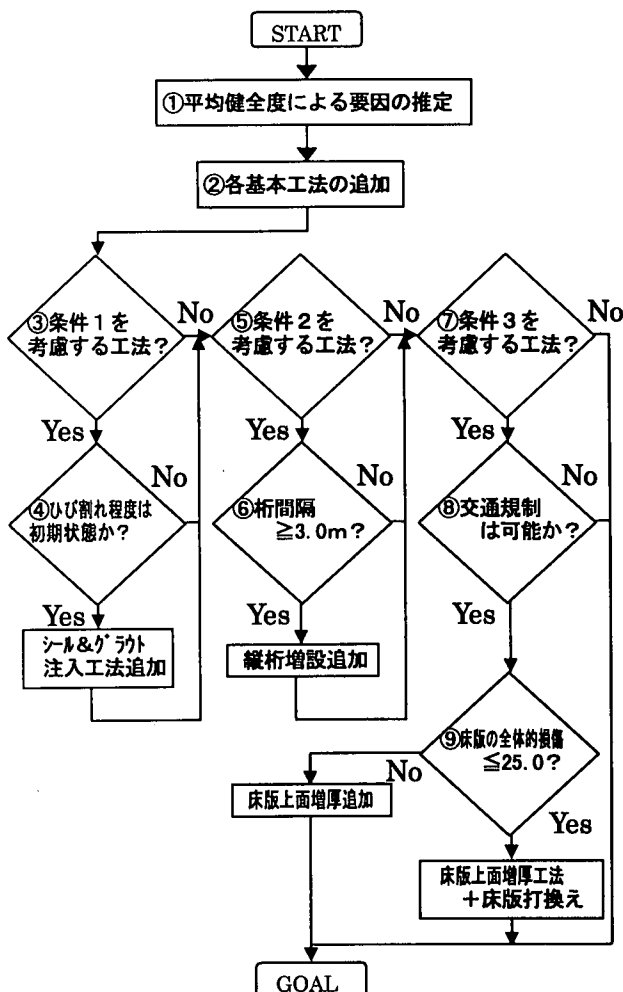 START
①平均健全度による要因の推定
②各基本工法の追加
③条件1を
考慮する工法?
No
Yes
④ひび割れ程度は
初期状態か?
No
Yes
シール&グラウト
注入工法追加
⑤条件2を
考慮する工法?
No
Yes
⑥桁間隔
≧3.0m?
No
Yes
縦桁増設追加
⑦条件3を
考慮する工法?
No
Yes
⑧交通規制
は可能か?
No
Yes
⑨床版の全体的損傷
≦25.0?
No
床版上面増厚追加
Yes
床版上面増厚工法
+床版打換え
GOAL